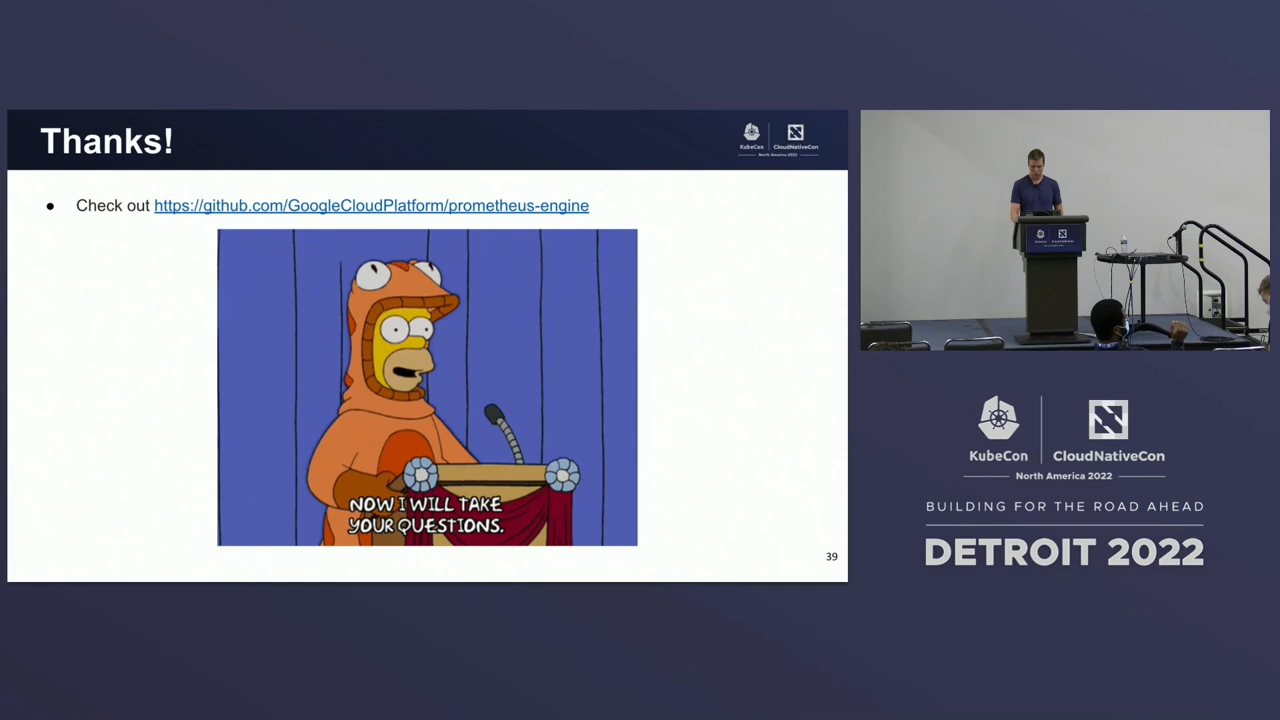 Thanks!
KubeCon
CloudNativeCon
North America 2022
● Check out https://github.com/GoogleCloudPlatform/prometheus-engine
NOW I WILL TAKE
YOUR QUESTIONS.
39
KubeCon
CloudNativeCon
North America 2022
BUILDING FOR THE ROAD AHEAD
DETROIT 2022